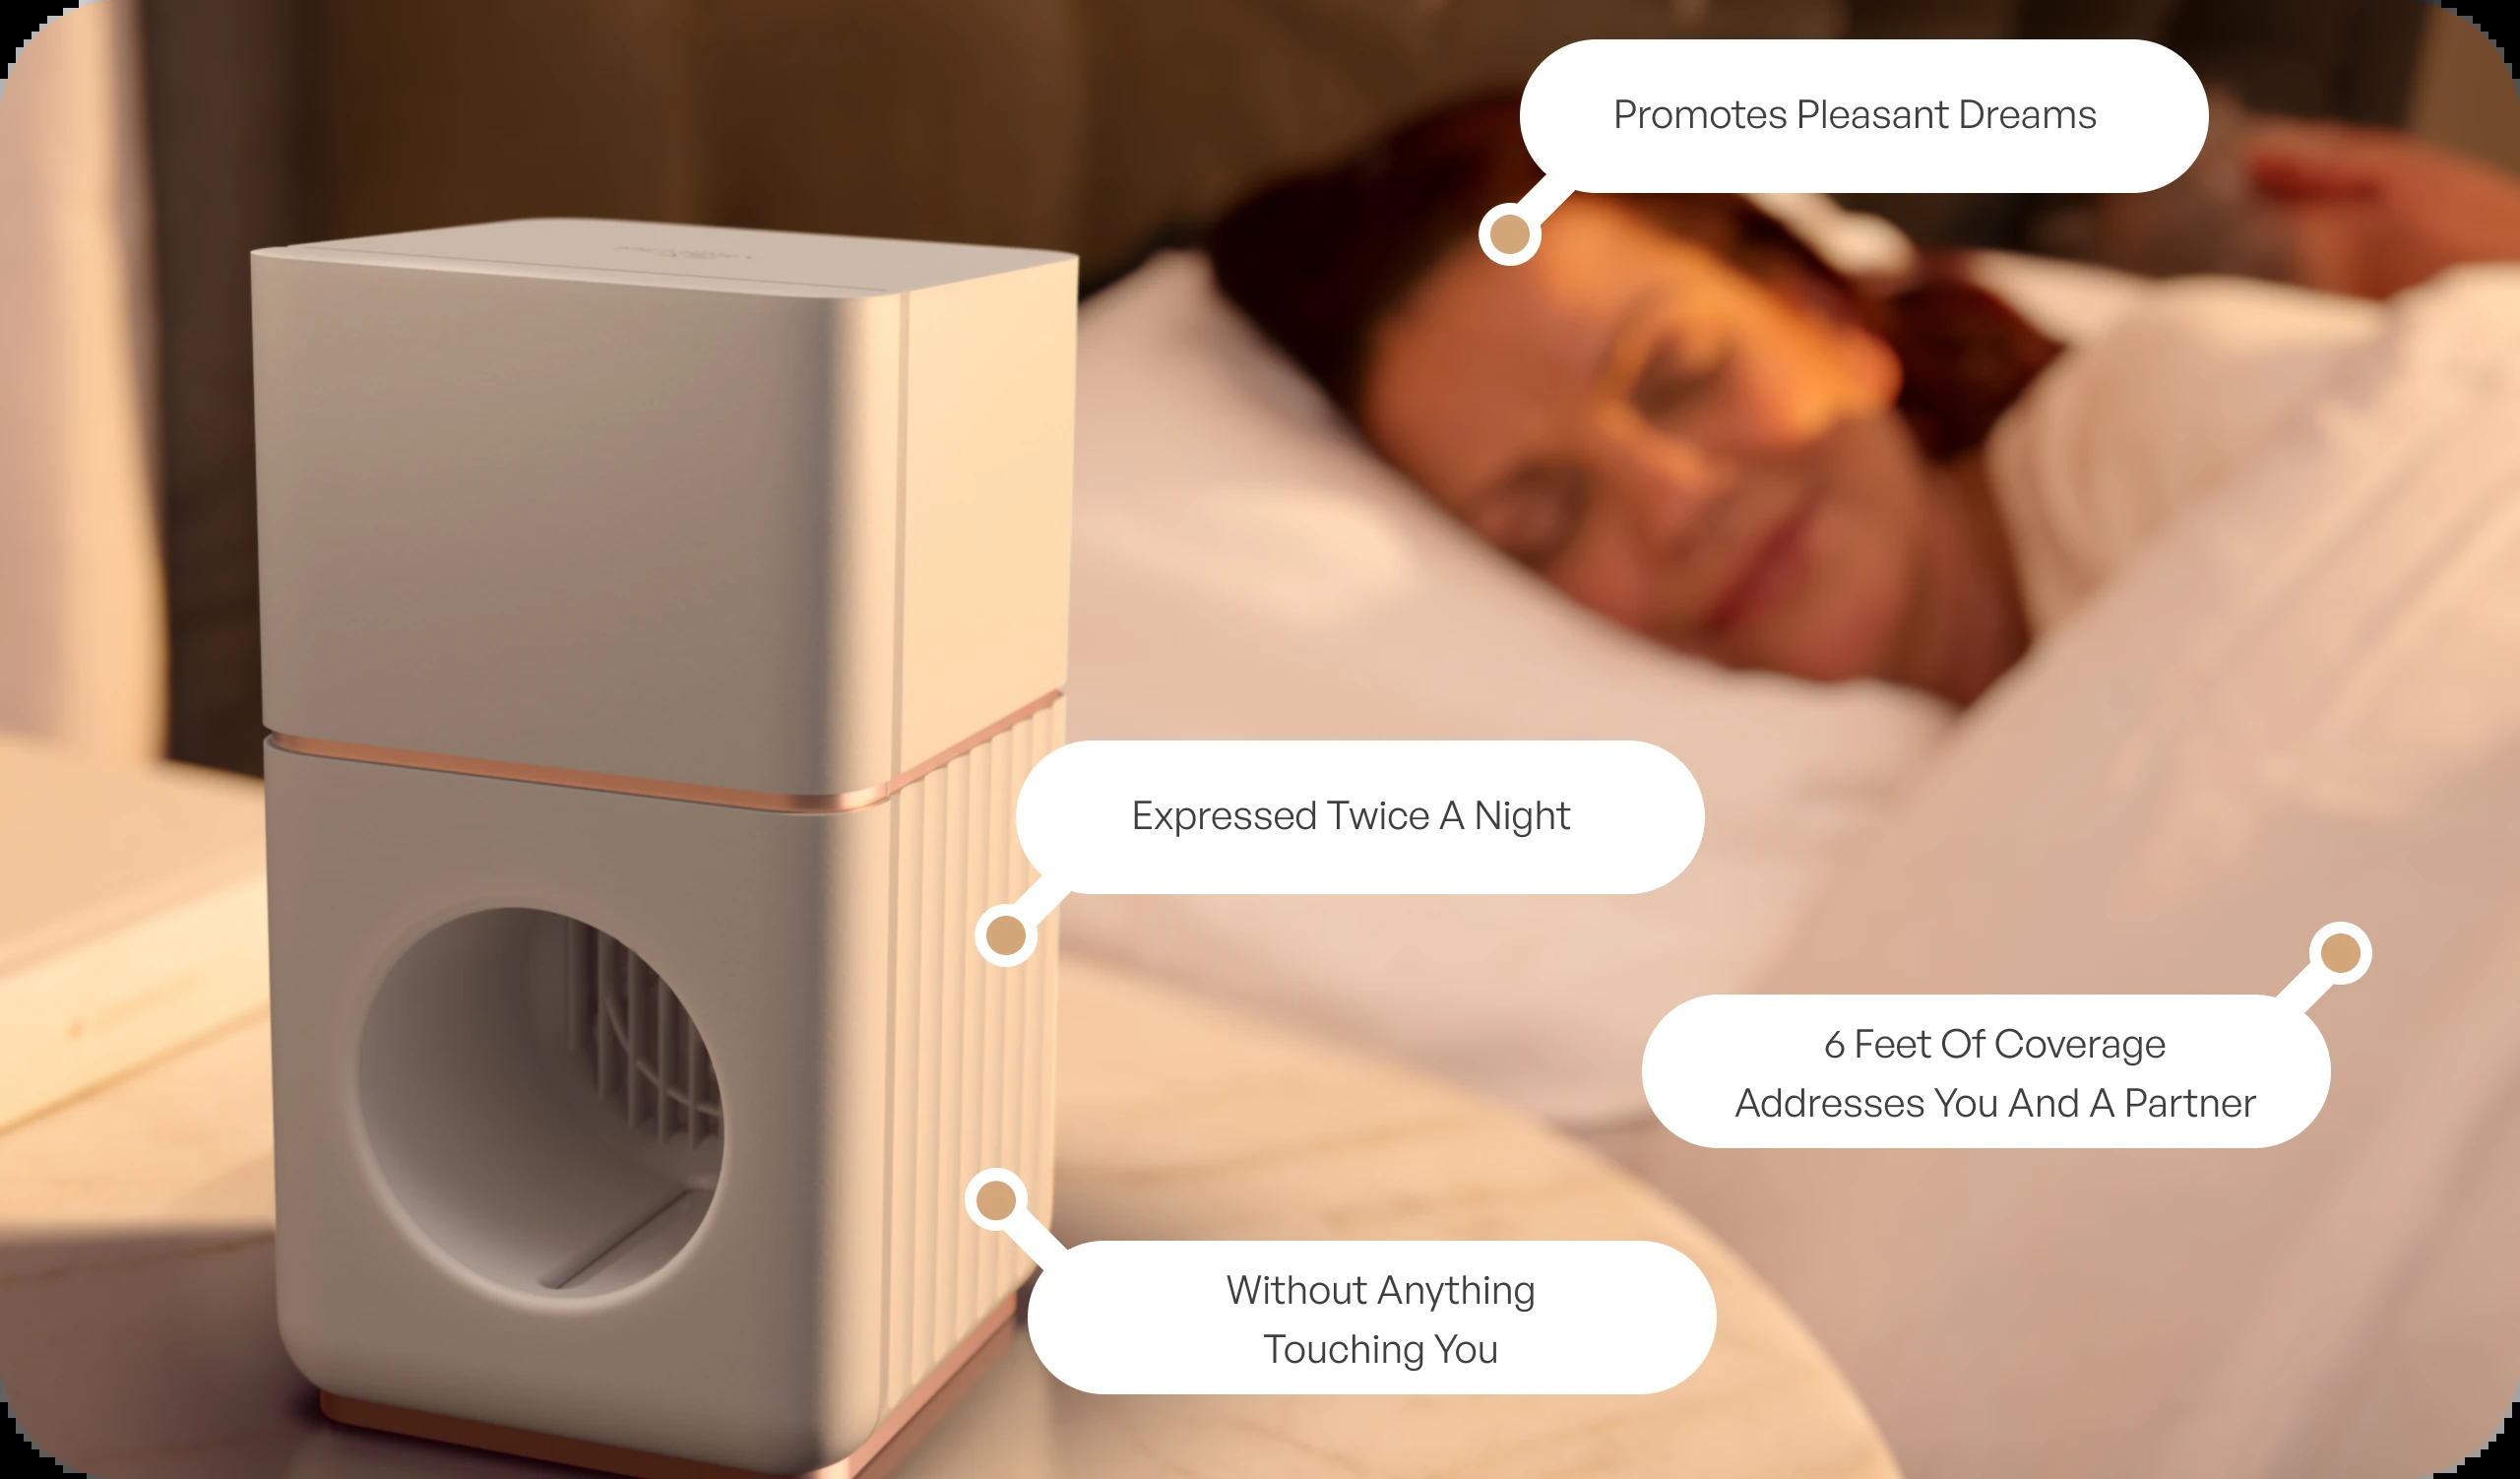 Promotes Pleasant Dreams
Expressed Twice A Night
6 Feet Of Coverage
Addresses You And A Partner
Without Anything
Touching You